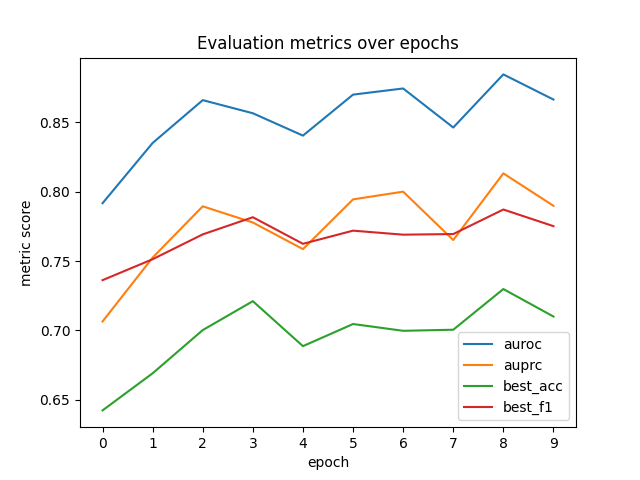 Evaluation metrics over epochs
metric score
0.85
0.80
0.75
0.70
0.65
auroc
auprc
best_acc
best_f1
0 1 2 3 4 5 6 7 8 9
epoch